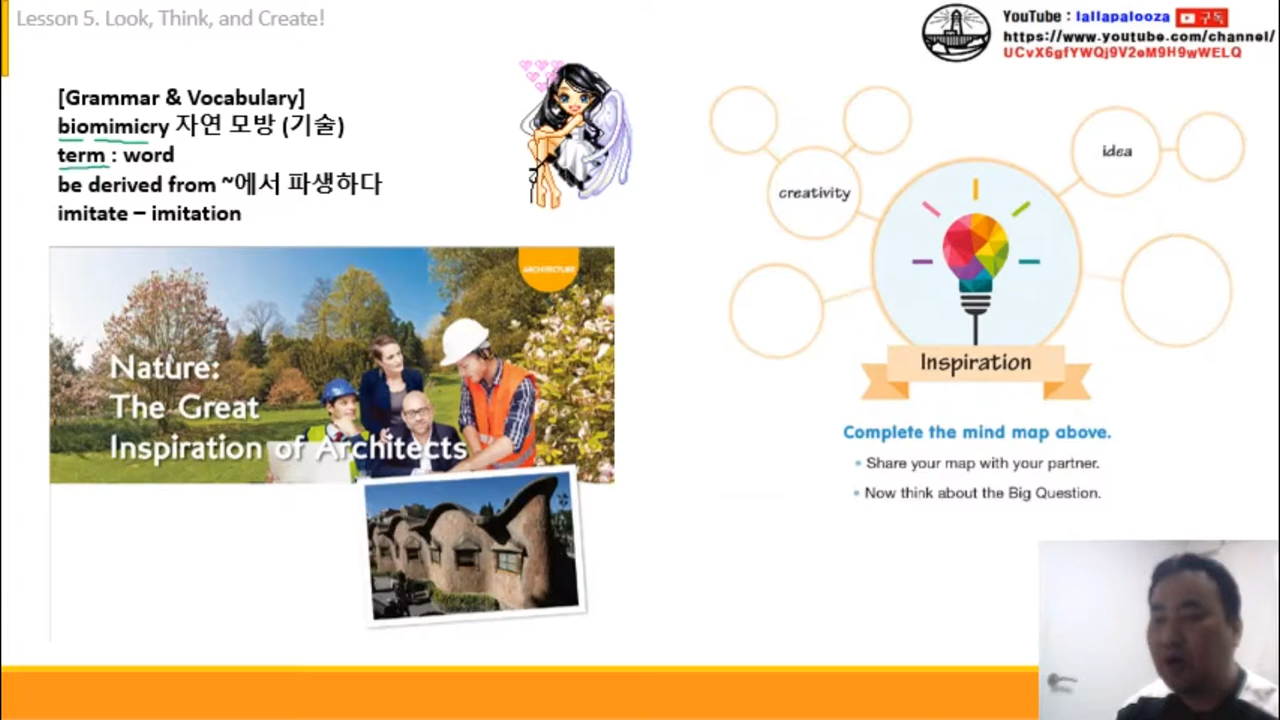 Lesson 5. Look, Think, and Create!
YouTube : lallapalooza 구독
https://www.youtube.com/channel/
UCvX6gfYWQj9V2eM9H9wWELQ
[Grammar & Vocabulary]
biomimicry 자연 모방 (기술)
term : word
be derived from ~에서 파생하다
imitate – imitation
ARCHITECTURE
Nature:
The Great
Inspiration of Architects
creativity
idea
Inspiration
Complete the mind map above.
• Share your map with your partner.
• Now think about the Big Question.